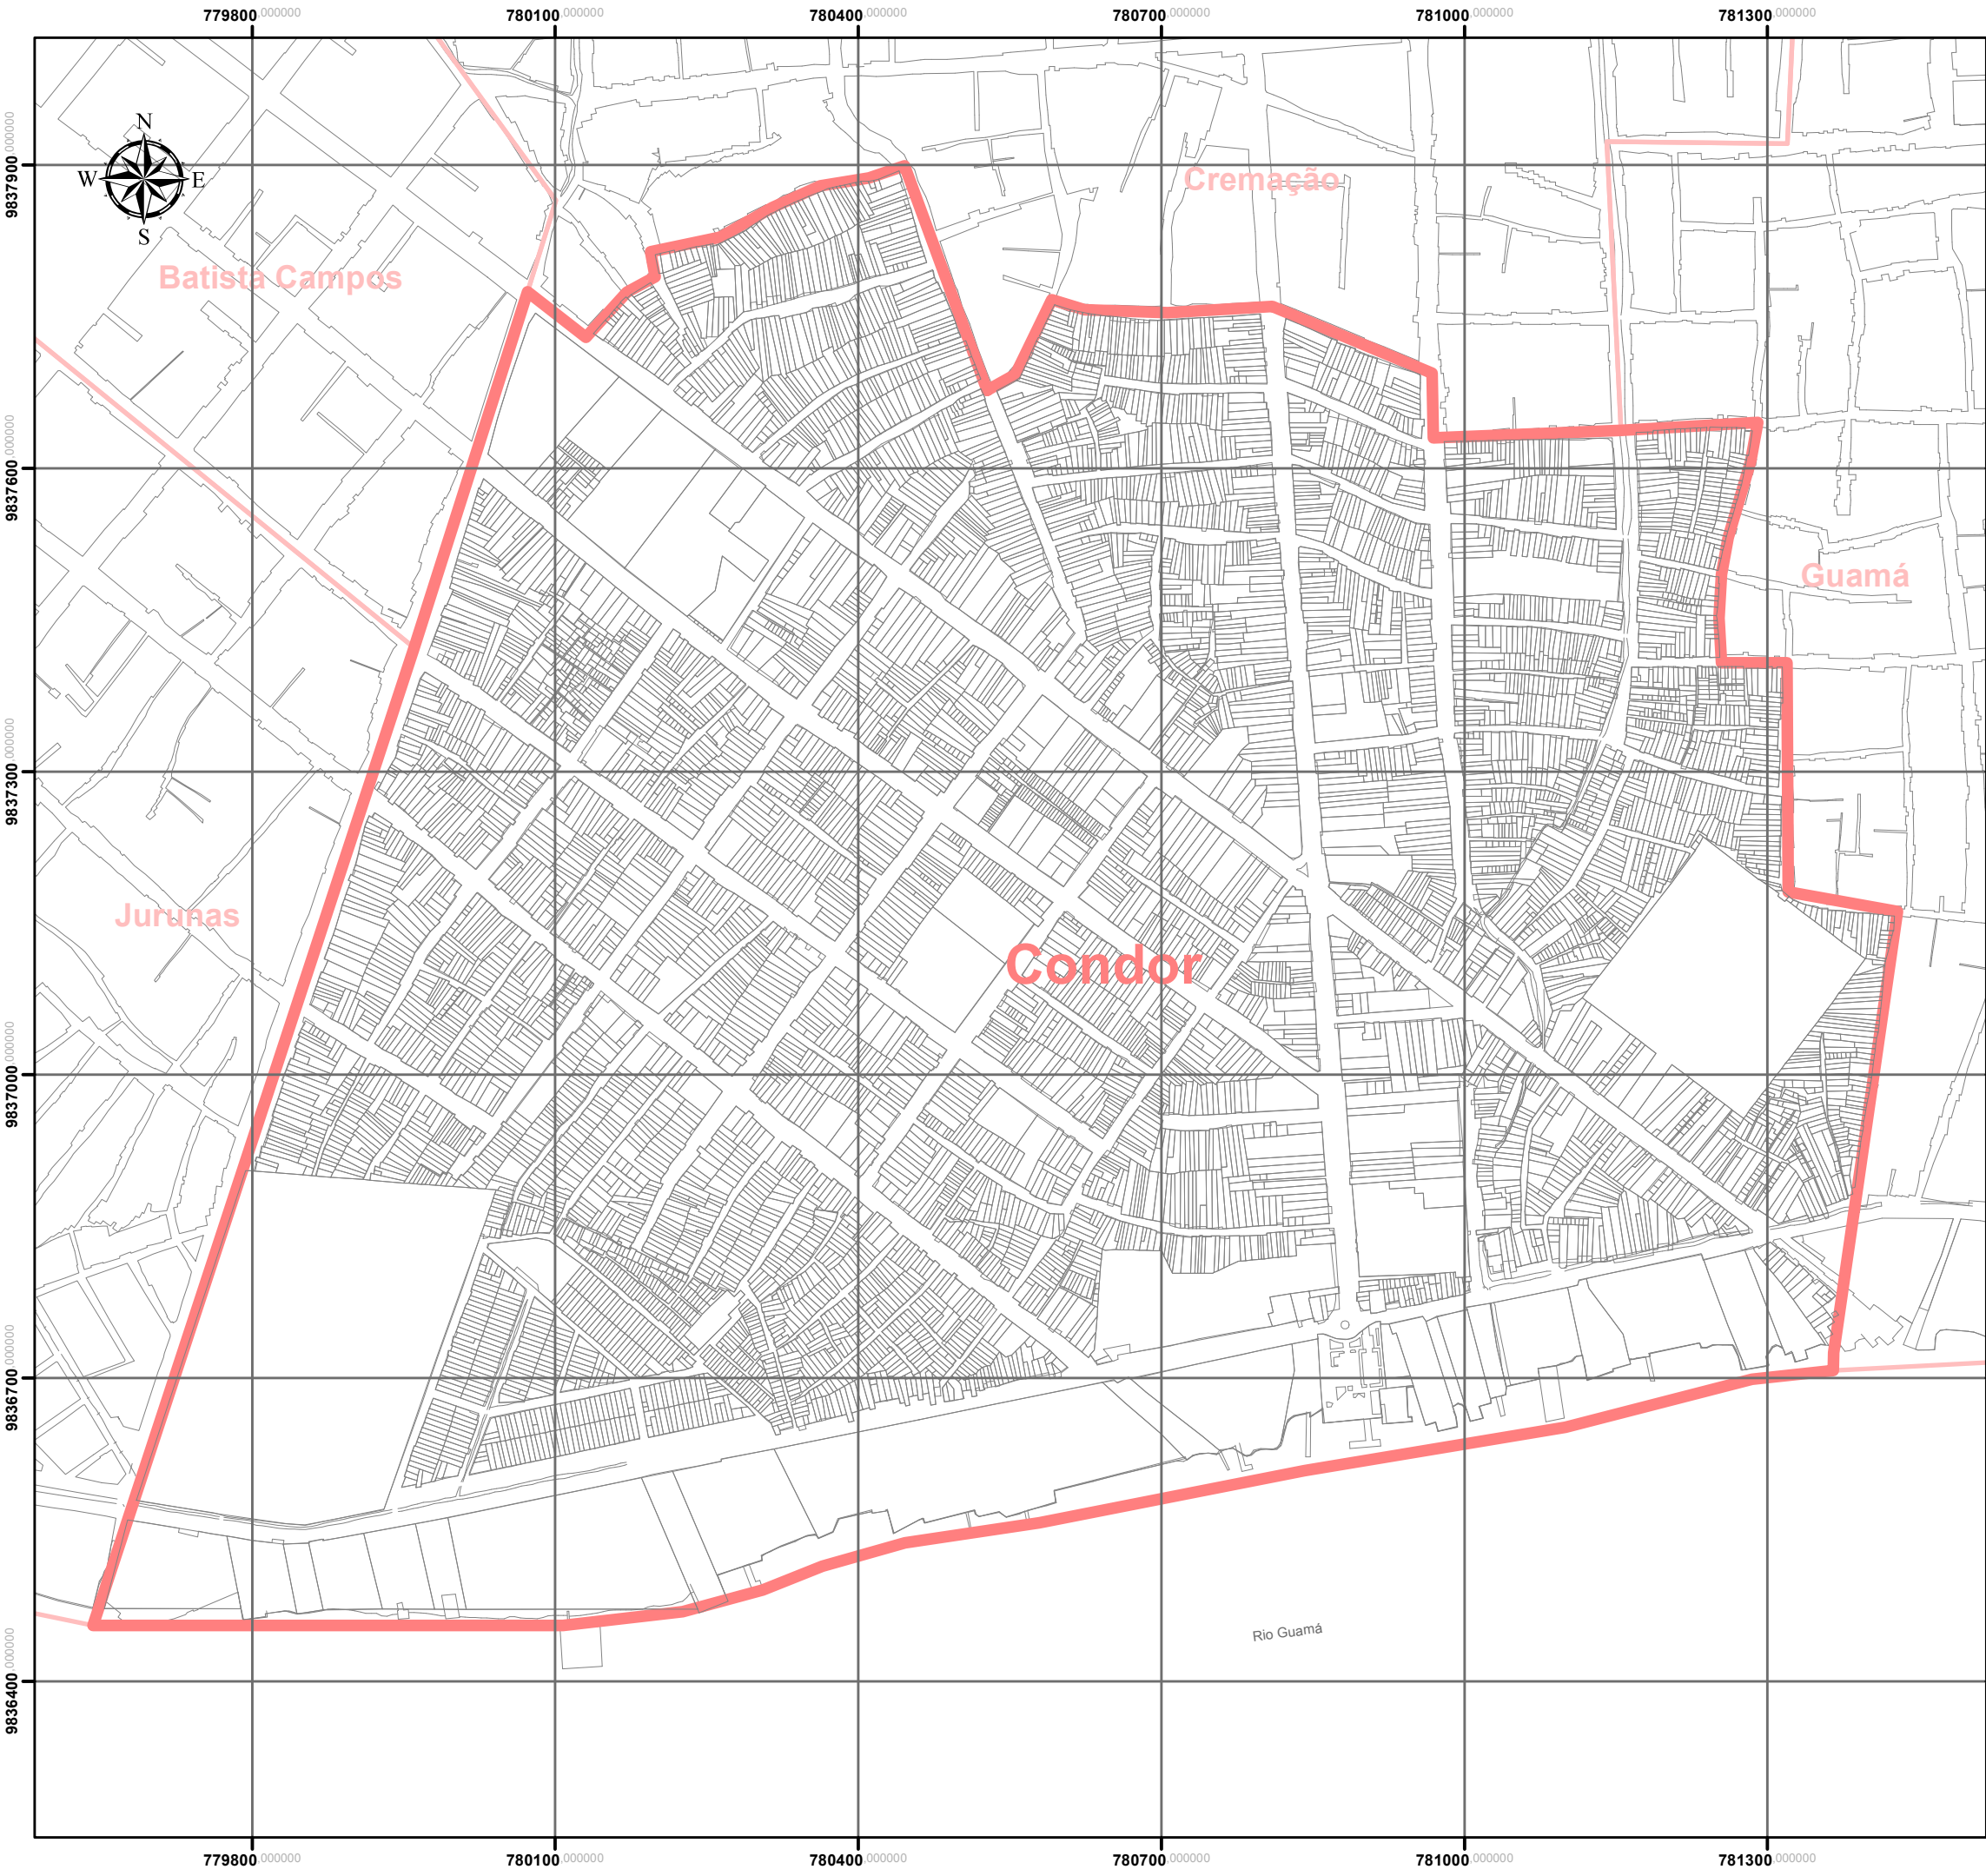 779800.000000 780100.000000 780400.000000 780700.000000 781000.000000 781300.000000
9837900.000000
N
W E
S
Cremação
Batista Campos
9837600.000000
Guamá
9837300.000000
Jurunas
Condor
9837000.000000
9836700.000000
Rio Guamá
9836400.000000
779800.000000 780100.000000 780400.000000 780700.000000 781000.000000 781300.000000